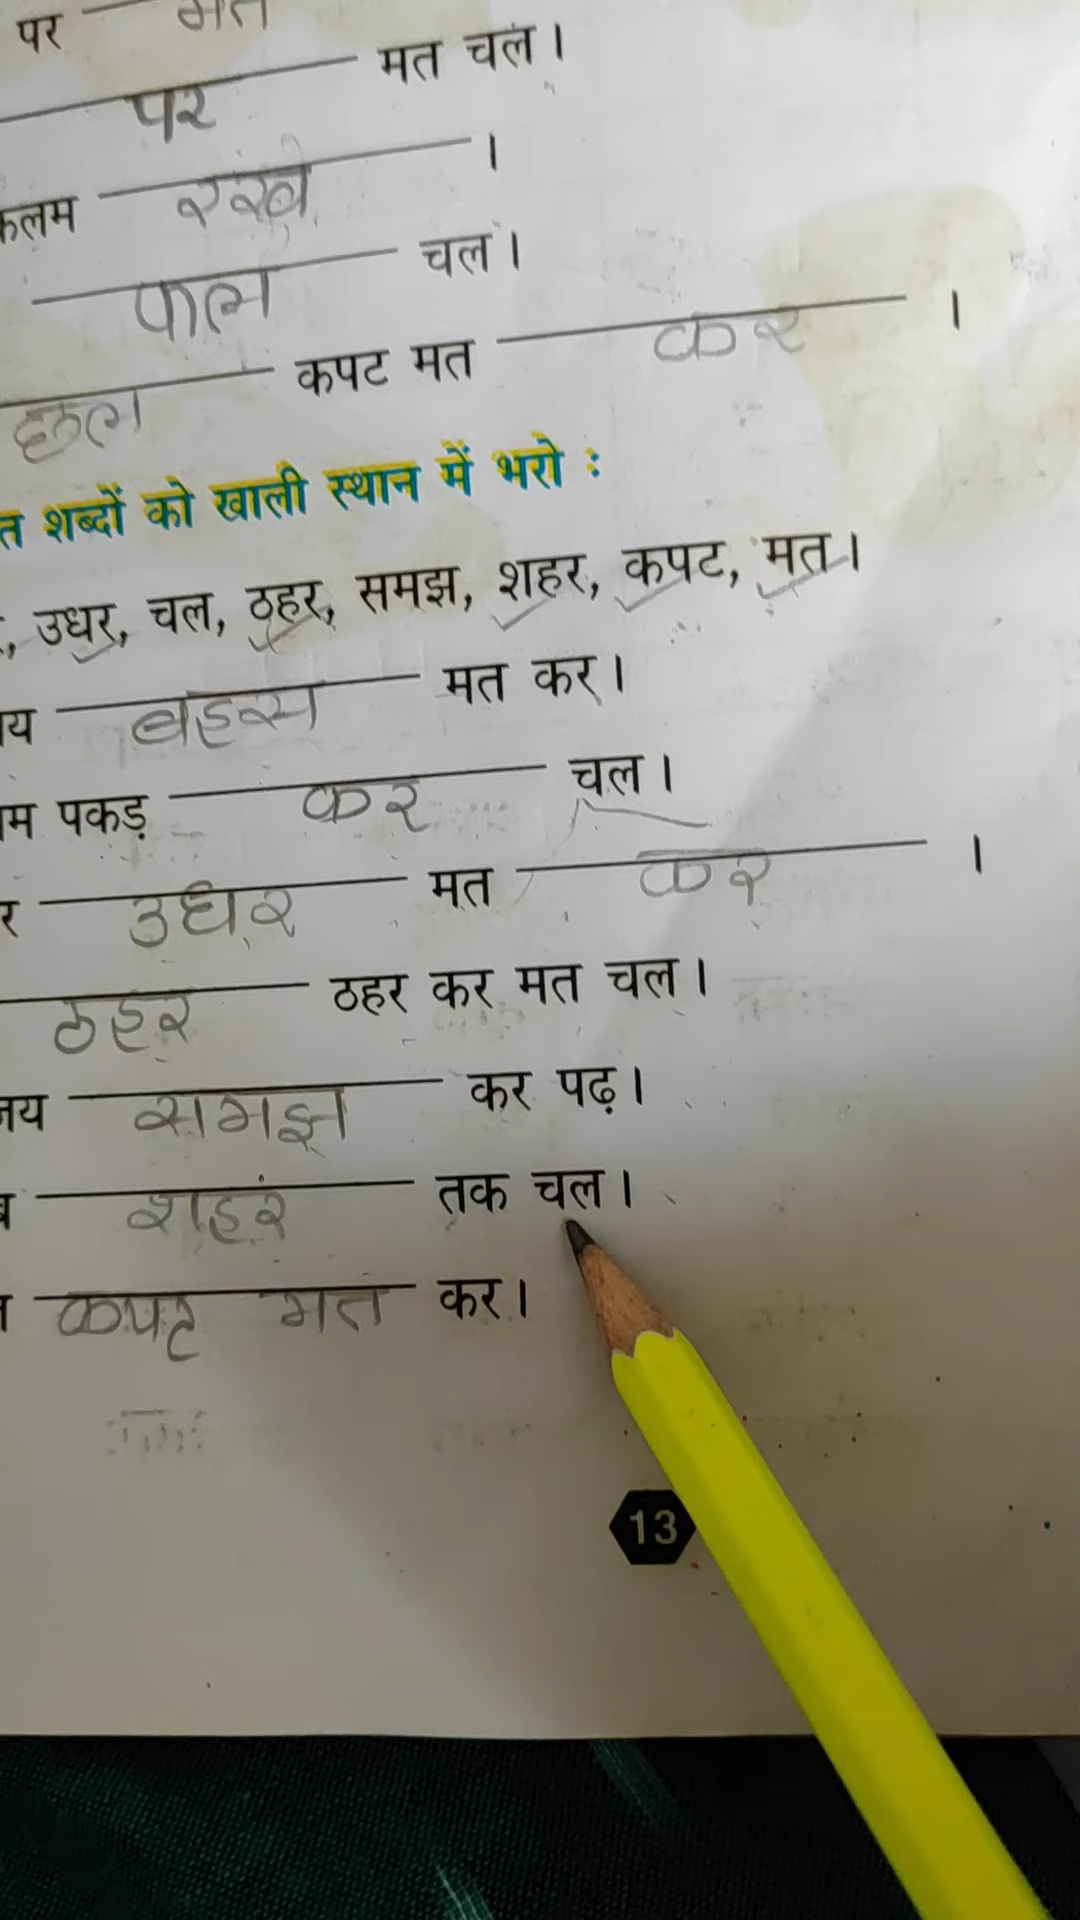 पर मत
पर मत चल।
कलम रखे ।
पाल चल।
छल कपट मत कर ।
त शब्दों को खाली स्थान में भरो :
, उधर, चल, ठहर, समझ, शहर, कपट, मत।
य बहस मत कर।
म पकड़ कर चल।
र उधर मत कर ।
ठहर ठहर कर मत चल।
जय समझ कर पढ़।
ब शहर तक चल।
कपट मत कर।
13